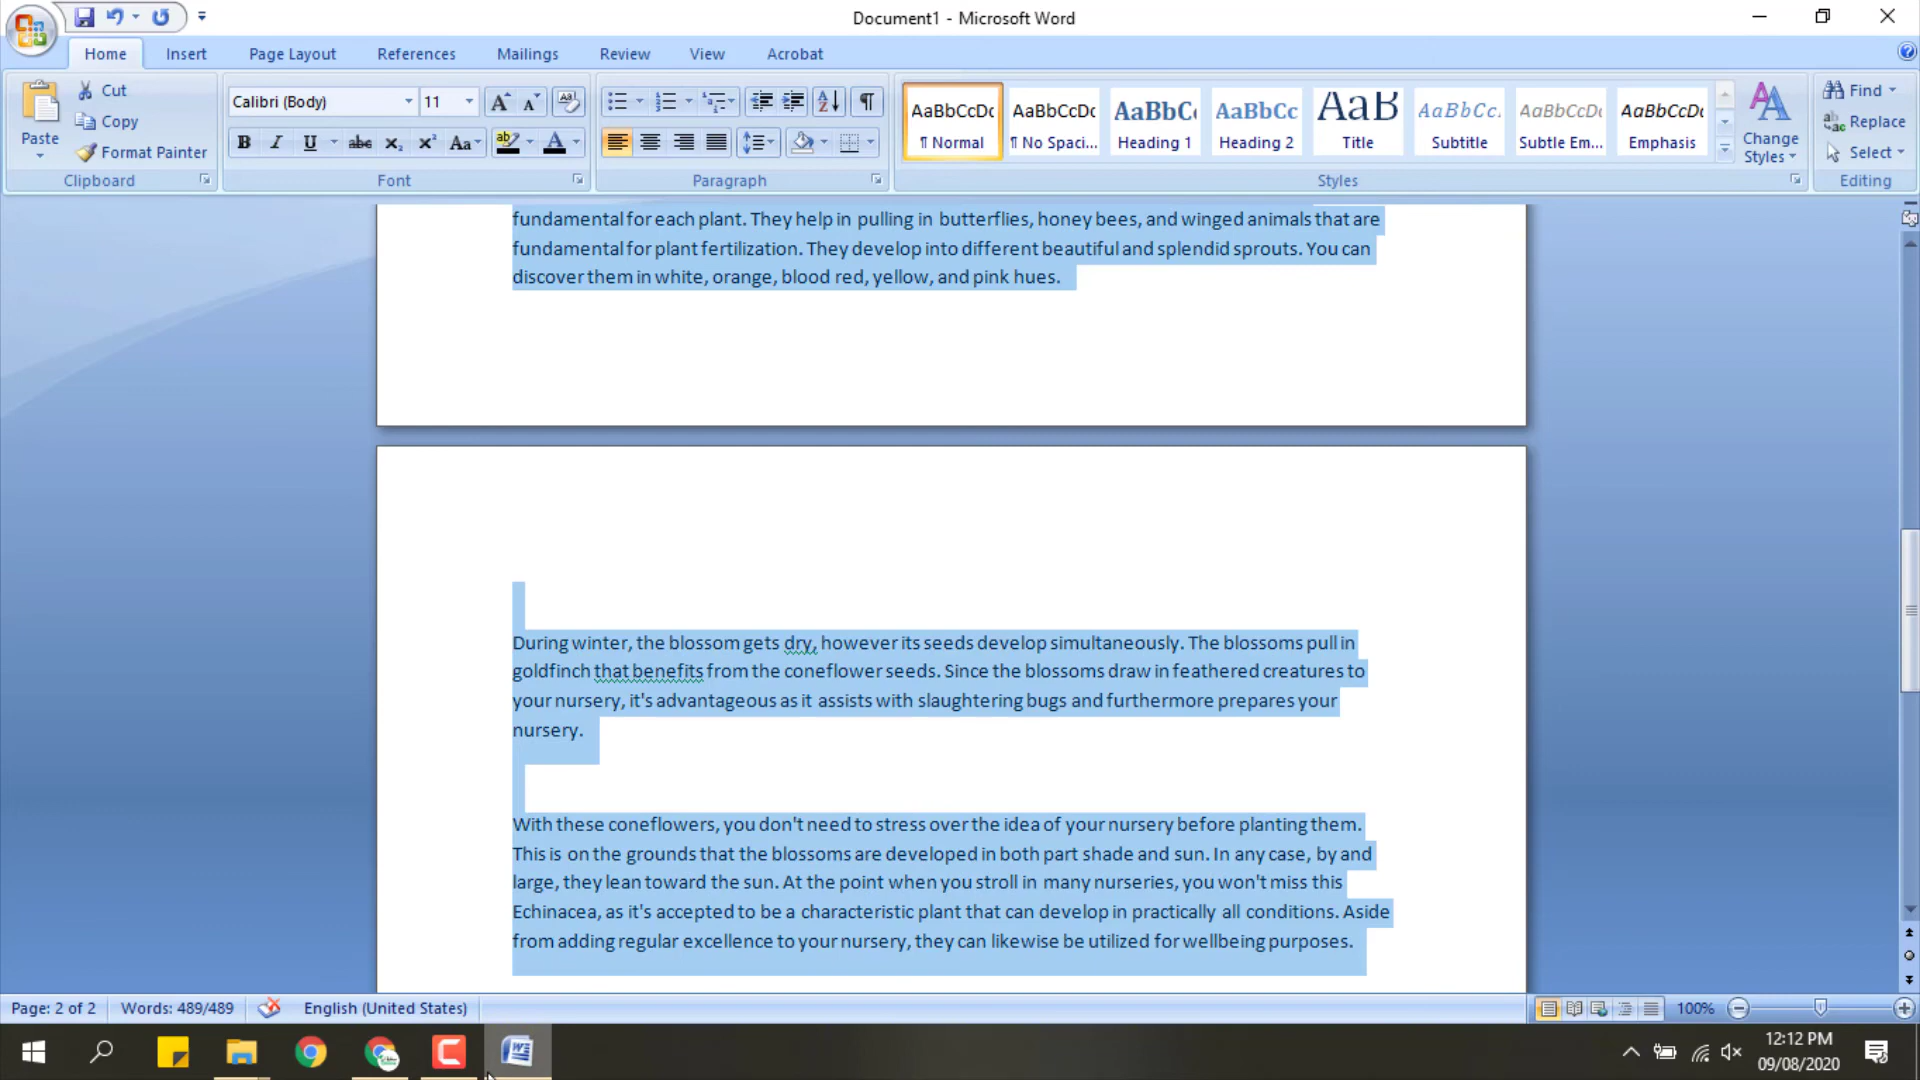 Document1 - Microsoft Word
Home Insert Page Layout References Mailings Review View Acrobat
Paste
Cut
Copy
Format Painter
Clipboard
Calibri (Body) 11
Font
Paragraph
AaBbCcDc AaBbCcDc AaBbC AaBbCc AaB AaBbCc. AaBbCcDc AaBbCcDc
¶ Normal ¶ No Spaci... Heading 1 Heading 2 Title Subtitle Subtle Em... Emphasis
Change
Styles
Styles
Find
Replace
Select
Editing
fundamental for each plant. They help in pulling in butterflies, honey bees, and winged animals that are
fundamental for plant fertilization. They develop into different beautiful and splendid sprouts. You can
discover them in white, orange, blood red, yellow, and pink hues.
During winter, the blossom gets dry, however its seeds develop simultaneously. The blossoms pull in
goldfinch that benefits from the coneflower seeds. Since the blossoms draw in feathered creatures to
your nursery, it's advantageous as it assists with slaughtering bugs and furthermore prepares your
nursery.
With these coneflowers, you don't need to stress over the idea of your nursery before planting them.
This is on the grounds that the blossoms are developed in both part shade and sun. In any case, by and
large, they lean toward the sun. At the point when you stroll in many nurseries, you won't miss this
Echinacea, as it's accepted to be a characteristic plant that can develop in practically all conditions. Aside
from adding regular excellence to your nursery, they can likewise be utilized for wellbeing purposes.
Page: 2 of 2 Words: 489/489 English (United States) 100%
12:12 PM
09/08/2020